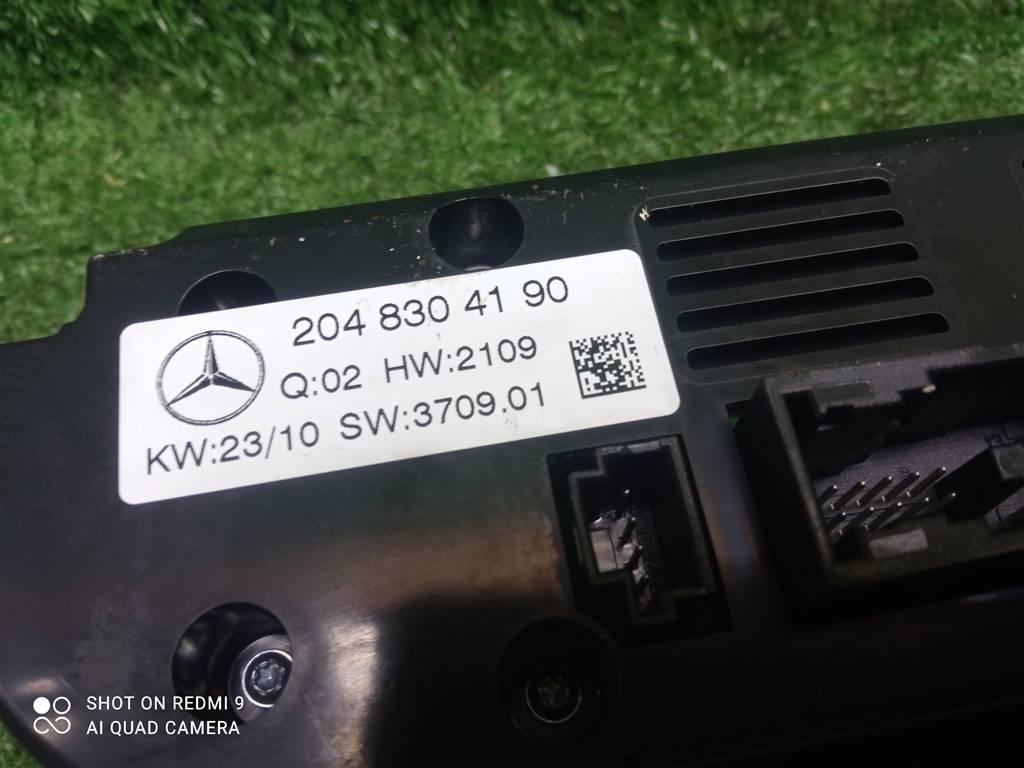 204 830 41 90
Q:02 HW:2109
KW:23/10 SW:3709.01
SHOT ON REDMI 9
AI QUAD CAMERA